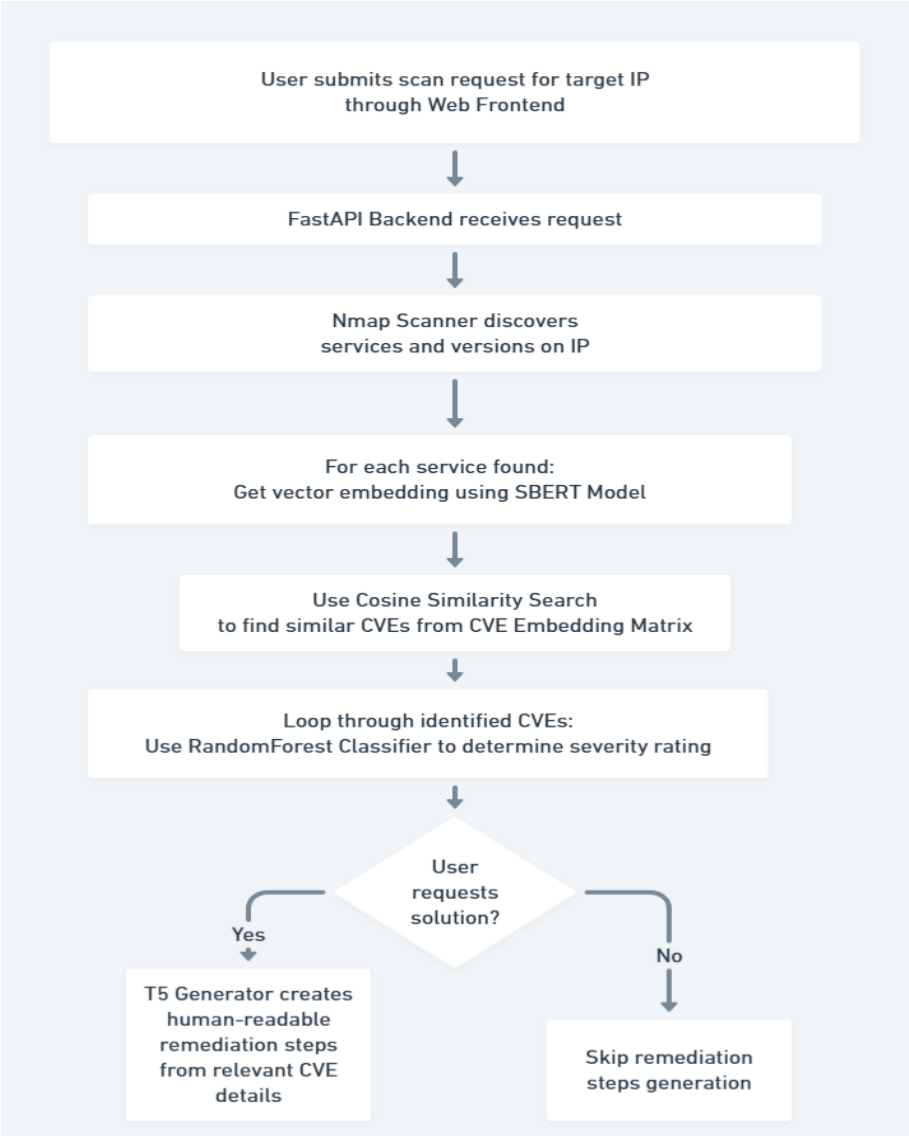 User submits scan request for target IP
through Web Frontend
FastAPI Backend receives request
Nmap Scanner discovers
services and versions on IP
For each service found:
Get vector embedding using SBERT Model
Use Cosine Similarity Search
to find similar CVEs from CVE Embedding Matrix
Loop through identified CVEs:
Use RandomForest Classifier to determine severity rating
User
requests
solution?
Yes
No
T5 Generator creates
human-readable
remediation steps
from relevant CVE
details
Skip remediation
steps generation